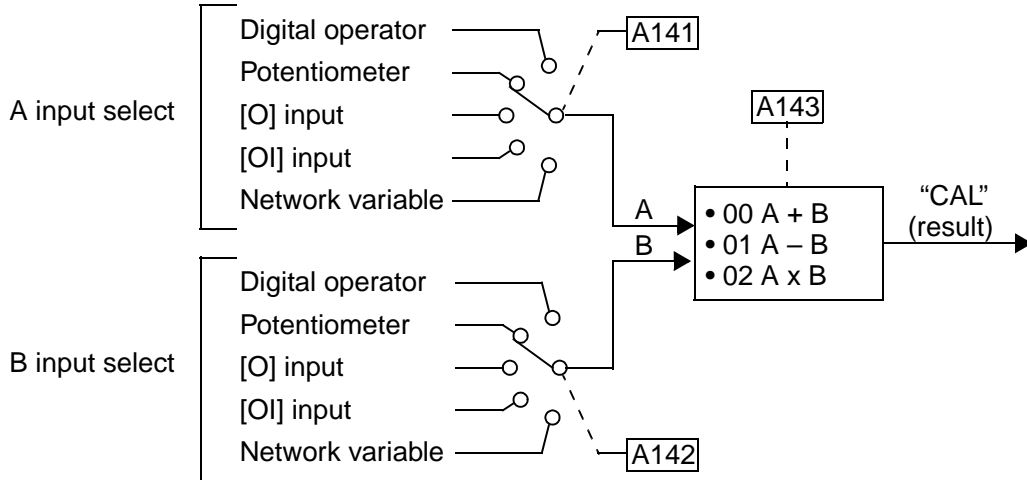 A input select
Digital operator
Potentiometer
[O] input
[OI] input
Network variable
A141
B input select
Digital operator
Potentiometer
[O] input
[OI] input
Network variable
A142
A
B
A143
• 00 A + B
• 01 A – B
• 02 A x B
“CAL”
(result)